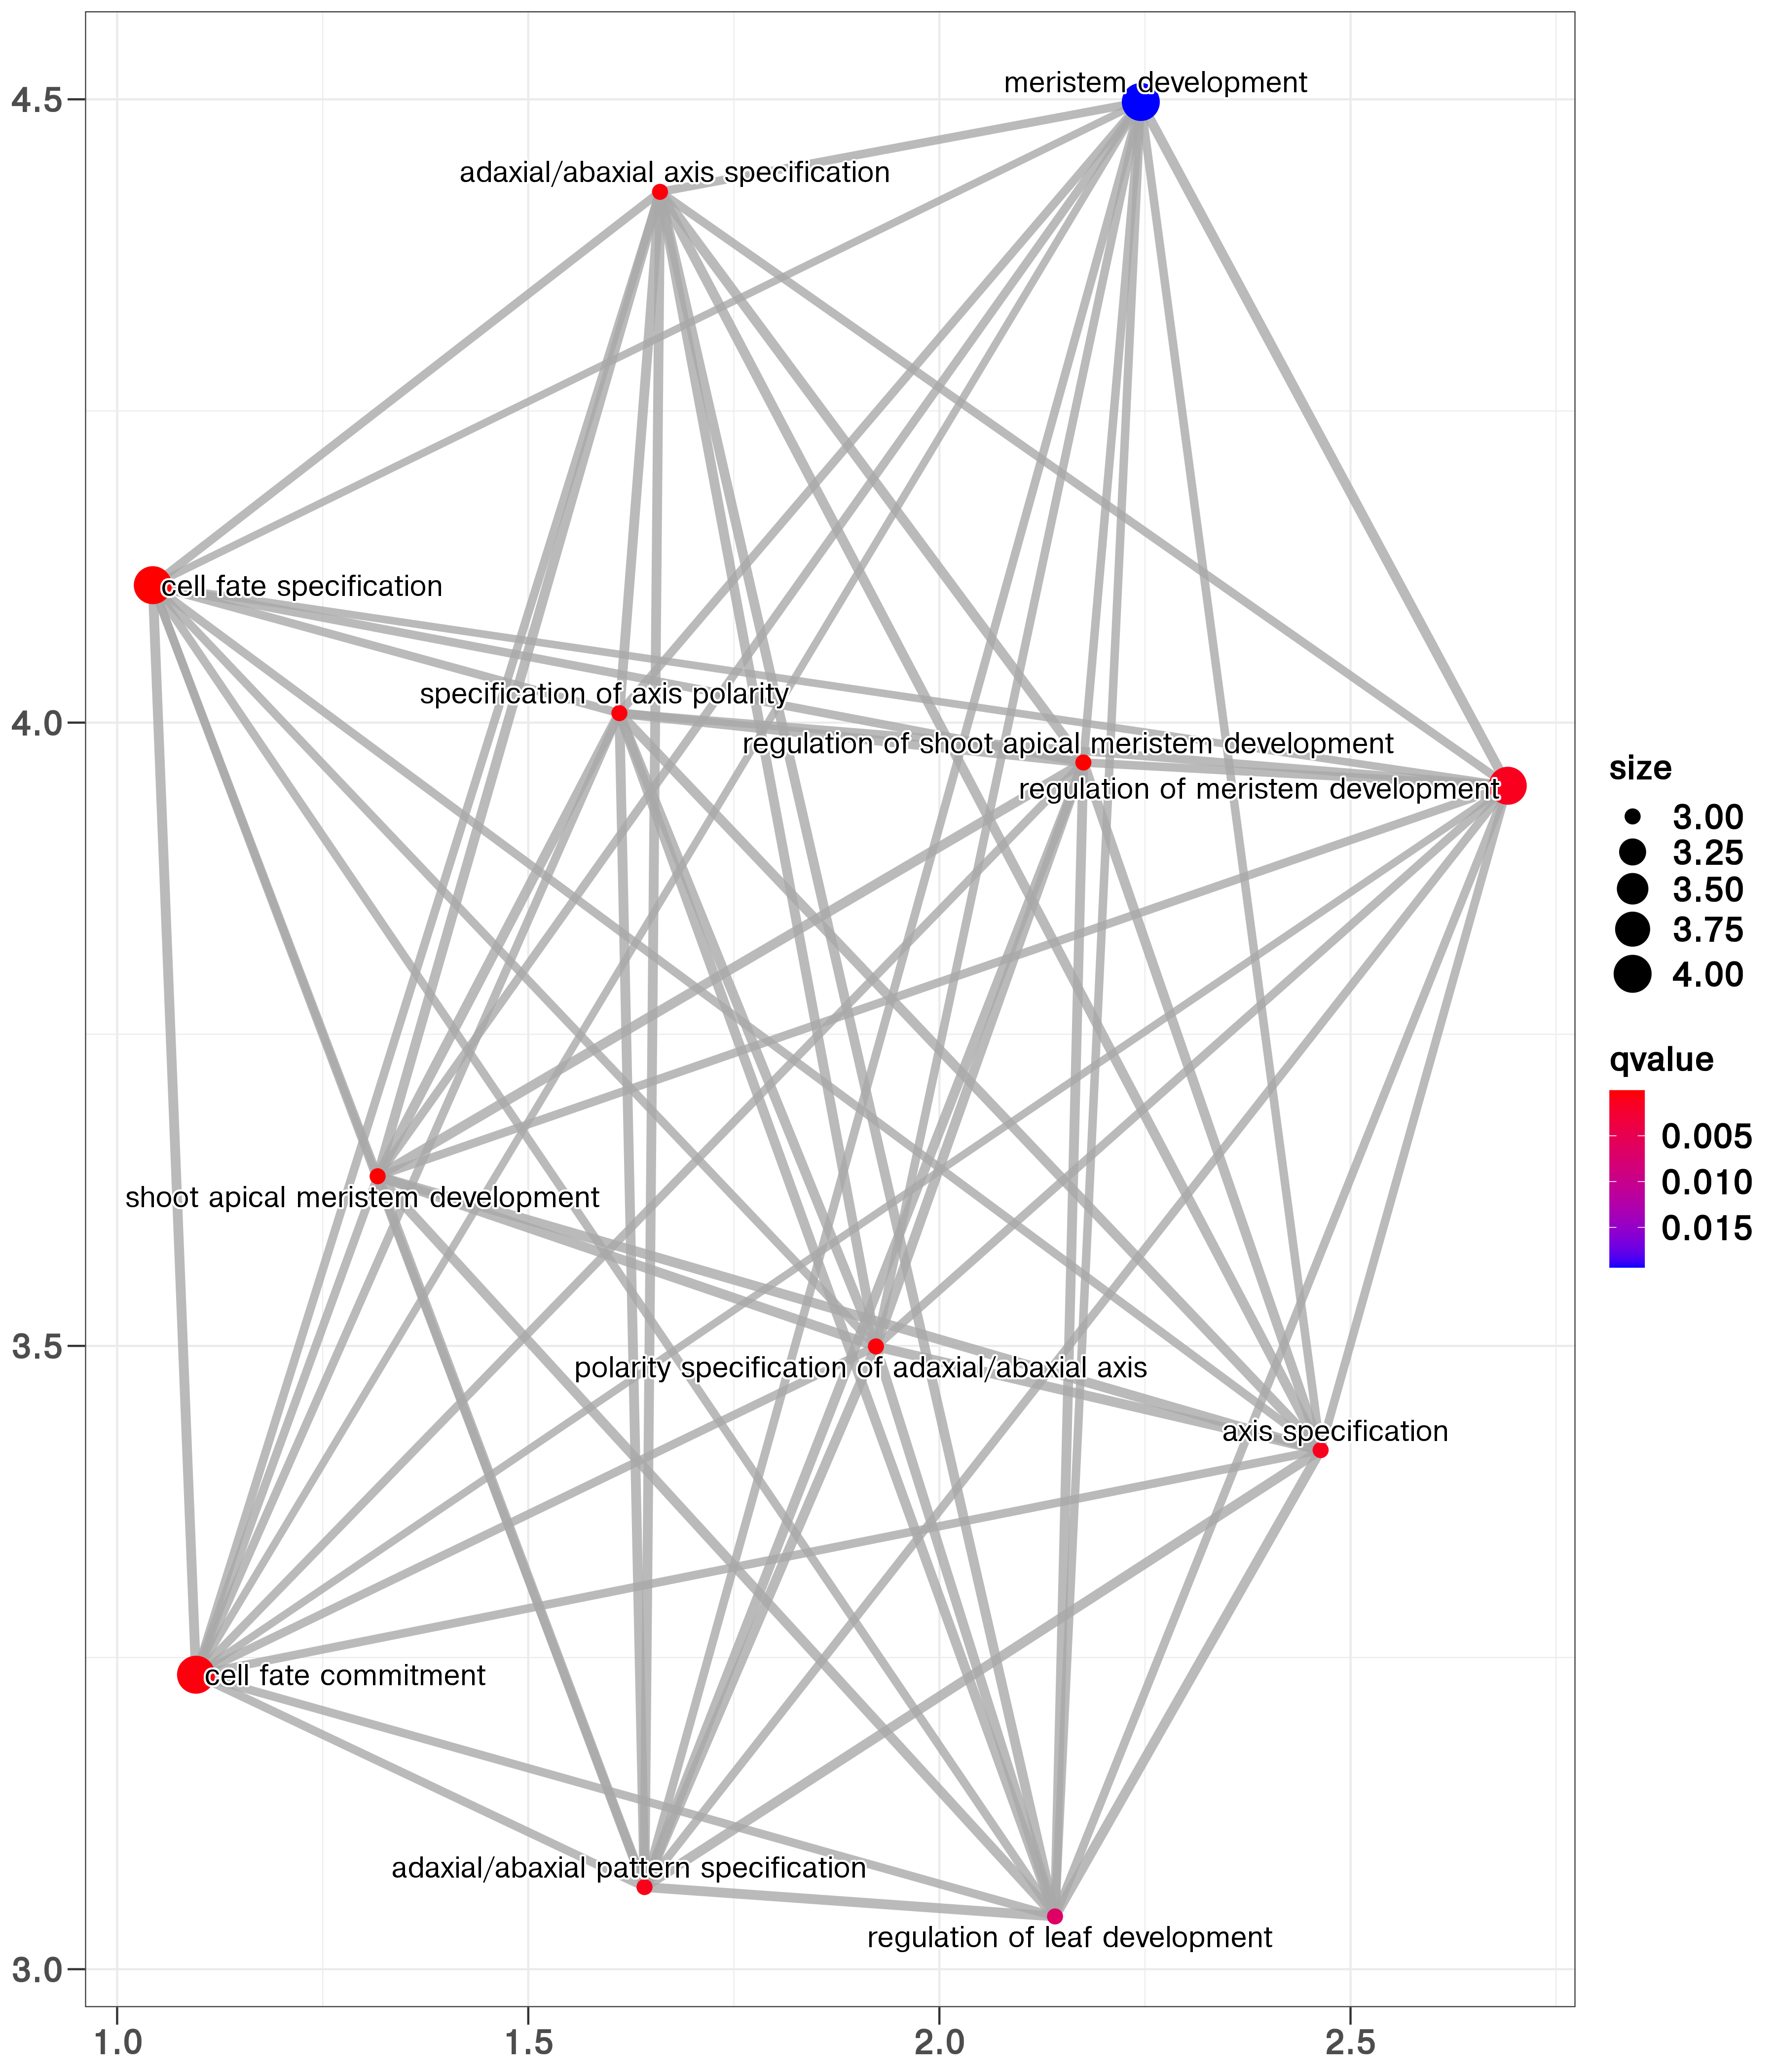 meristem development
4.5
adaxial/abaxial axis specification
cell fate specification
specification of axis polarity
4.0
regulation of shoot apical meristem development
regulation of meristem development
shoot apical meristem development
3.5
polarity specification of adaxial/abaxial axis
axis specification
cell fate commitment
adaxial/abaxial pattern specification
regulation of leaf development
3.0
1.0
1.5
2.0
2.5
size
3.00
3.25
3.50
3.75
4.00
qvalue
0.005
0.010
0.015